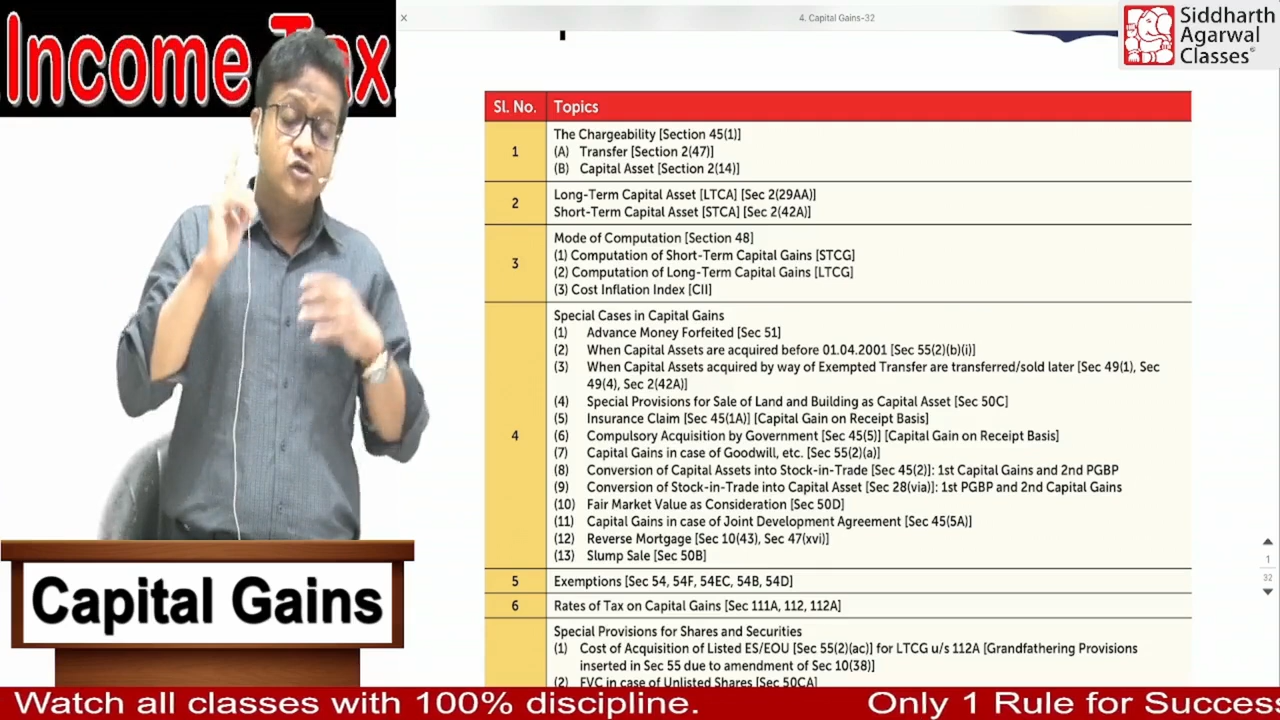 Income Tax.
×
4. Capital Gains-32
Siddharth
Agarwal
Classes
Sl. No. Topics
1
The Chargeability [Section 45(1)]
(A) Transfer [Section 2(47)]
(B) Capital Asset [Section 2(14)]
2
Long-Term Capital Asset [LTCA] [Sec 2(29AA)]
Short-Term Capital Asset [STCA] [Sec 2(42A)]
3
Mode of Computation [Section 48]
(1) Computation of Short-Term Capital Gains [STCG]
(2) Computation of Long-Term Capital Gains [LTCG]
(3) Cost Inflation Index [CII]
4
Special Cases in Capital Gains
(1) Advance Money Forfeited [Sec 51]
(2) When Capital Assets are acquired before 01.04.2001 [Sec 55(2)(b)(i)]
(3) When Capital Assets acquired by way of Exempted Transfer are transferred/sold later [Sec 49(1), Sec
49(4), Sec 2(42A)]
(4) Special Provisions for Sale of Land and Building as Capital Asset [Sec 50C]
(5) Insurance Claim [Sec 45(1A)] [Capital Gain on Receipt Basis]
(6) Compulsory Acquisition by Government [Sec 45(5)] [Capital Gain on Receipt Basis]
(7) Capital Gains in case of Goodwill, etc. [Sec 55(2)(a)]
(8) Conversion of Capital Assets into Stock-in-Trade [Sec 45(2)]: 1st Capital Gains and 2nd PGBP
(9) Conversion of Stock-in-Trade into Capital Asset [Sec 28(via)]: 1st PGBP and 2nd Capital Gains
(10) Fair Market Value as Consideration [Sec 50D]
(11) Capital Gains in case of Joint Development Agreement [Sec 45(5A)]
(12) Reverse Mortgage [Sec 10(43), Sec 47(xvi)]
(13) Slump Sale [Sec 50B]
5 Exemptions [Sec 54, 54F, 54EC, 54B, 54D]
6 Rates of Tax on Capital Gains [Sec 111A, 112, 112A]
Special Provisions for Shares and Securities
(1) Cost of Acquisition of Listed ES/EOU [Sec 55(2)(ac)] for LTCG u/s 112A [Grandfathering Provisions
inserted in Sec 55 due to amendment of Sec 10(38)]
(2) FVC in case of Unlisted Shares [Sec 50CA]
1
32
Capital Gains
Watch all classes with 100% discipline. Only 1 Rule for Success